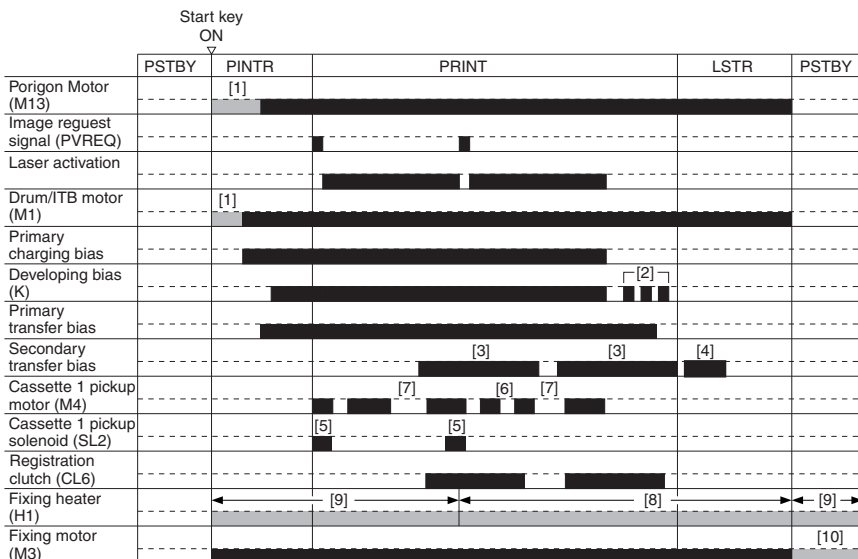 Start key
ON
PSTBY PINTR PRINT LSTR PSTBY
Porigon Motor
(M13)
[1]
Image reguest
signal (PVREQ)
Laser activation
Drum/ITB motor
(M1)
[1]
Primary
charging bias
Developing bias
(K)
[2]
Primary
transfer bias
Secondary
transfer bias
[3] [3] [4]
Cassette 1 pickup
motor (M4)
[7] [6] [7]
Cassette 1 pickup
solenoid (SL2)
[5] [5]
Registration
clutch (CL6)
Fixing heater
(H1)
[9] [8] [9]
Fixing motor
(M3)
[10]